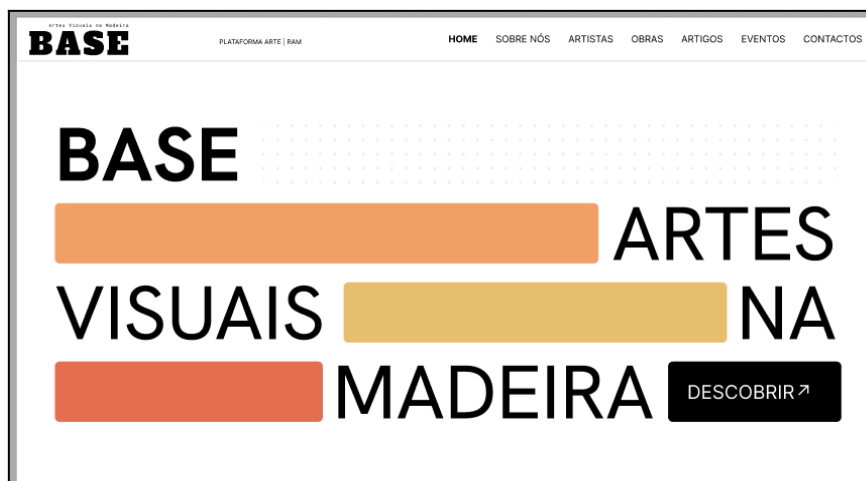 Artes Visuais na Madeira
BASE
PLATAFORMA ARTE | RAM
HOME SOBRE NÓS ARTISTAS OBRAS ARTIGOS EVENTOS CONTACTOS
BASE
ARTES
VISUAIS NA
MADEIRA DESCOBRIR↗